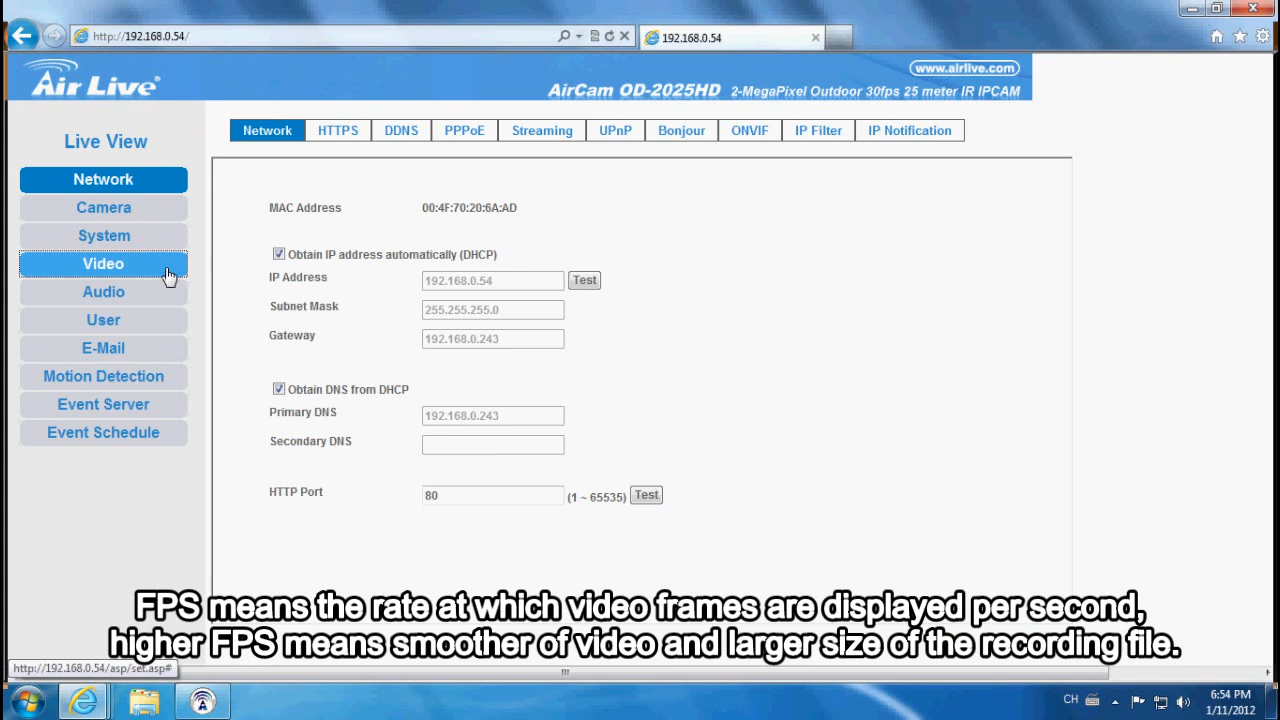 http://192.168.0.54/
192.168.0.54
Air Live®
www.airlive.com
AirCam OD-2025HD 2-MegaPixel Outdoor 30fps 25 meter IR IPCAM
Live View
Network
Camera
System
Video
Audio
User
E-Mail
Motion Detection
Event Server
Event Schedule
Network HTTPS DDNS PPPoE Streaming UPnP Bonjour ONVIF IP Filter IP Notification
MAC Address 00:4F:70:20:6A:AD
Obtain IP address automatically (DHCP)
IP Address 192.168.0.54 Test
Subnet Mask 255.255.255.0
Gateway 192.168.0.243
Obtain DNS from DHCP
Primary DNS 192.168.0.243
Secondary DNS
HTTP Port 80 (1 ~ 65535) Test
FPS means the rate at which video frames are displayed per second,
higher FPS means smoother of video and larger size of the recording file.
http://192.168.0.54/asp/set.asp#
CH
6:54 PM
1/11/2012